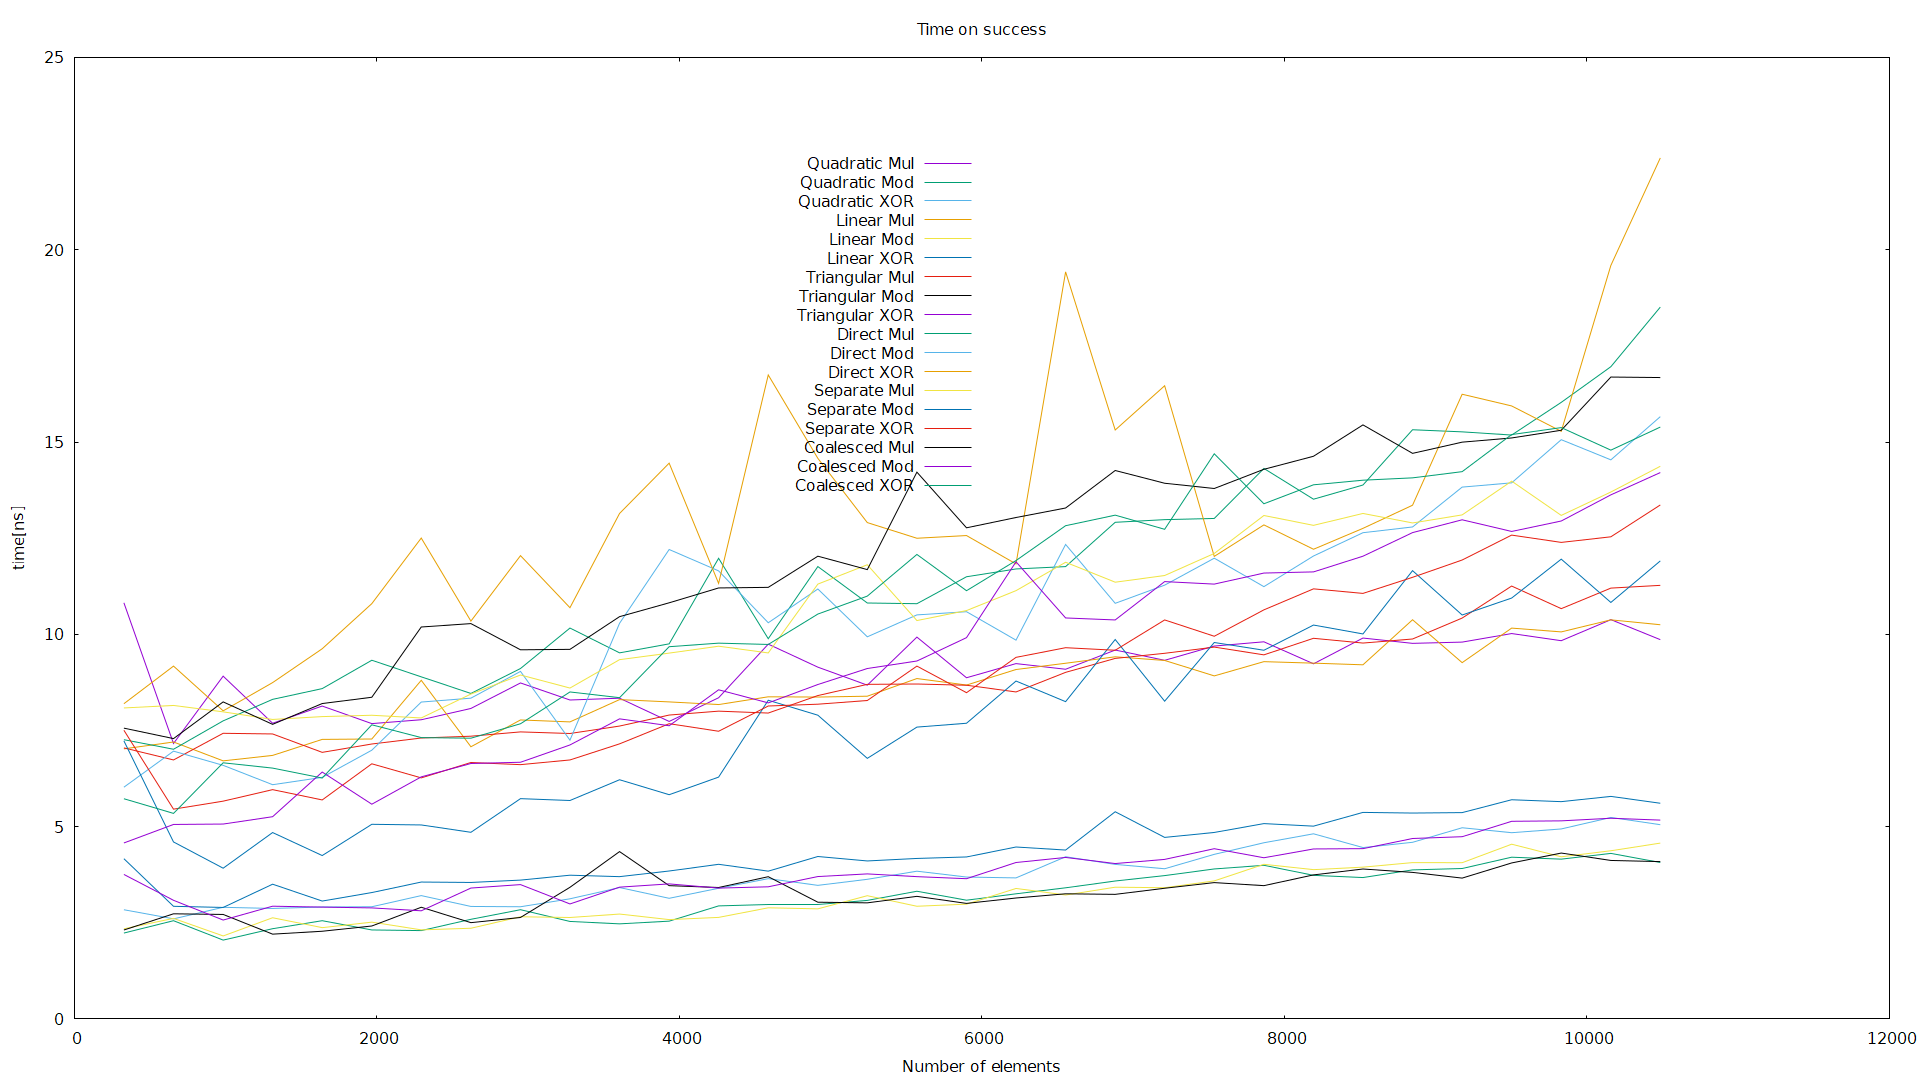 Time on success
25
20
15
10
5
0
time[ns]
Quadratic Mul
Quadratic Mod
Quadratic XOR
Linear Mul
Linear Mod
Linear XOR
Triangular Mul
Triangular Mod
Triangular XOR
Direct Mul
Direct Mod
Direct XOR
Separate Mul
Separate Mod
Separate XOR
Coalesced Mul
Coalesced Mod
Coalesced XOR
0 2000 4000 6000 8000 10000 12000
Number of elements